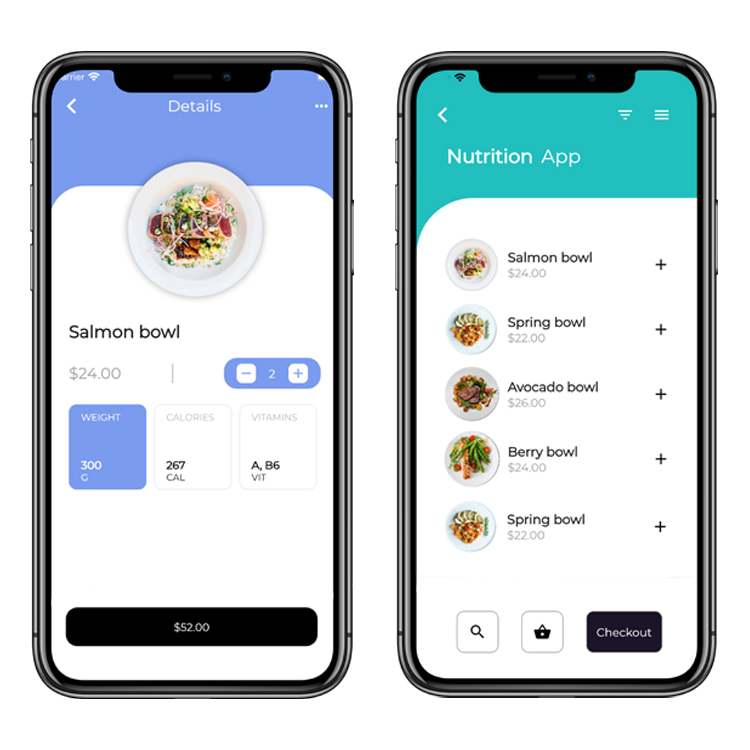 arrier
Details
Salmon bowl
$24.00
2
WEIGHT
300
G
CALORIES
267
CAL
VITAMINS
A, B6
VIT
$52.00
Nutrition App
Salmon bowl
$24.00
Spring bowl
$22.00
Avocado bowl
$26.00
Berry bowl
$24.00
Spring bowl
$22.00
Checkout